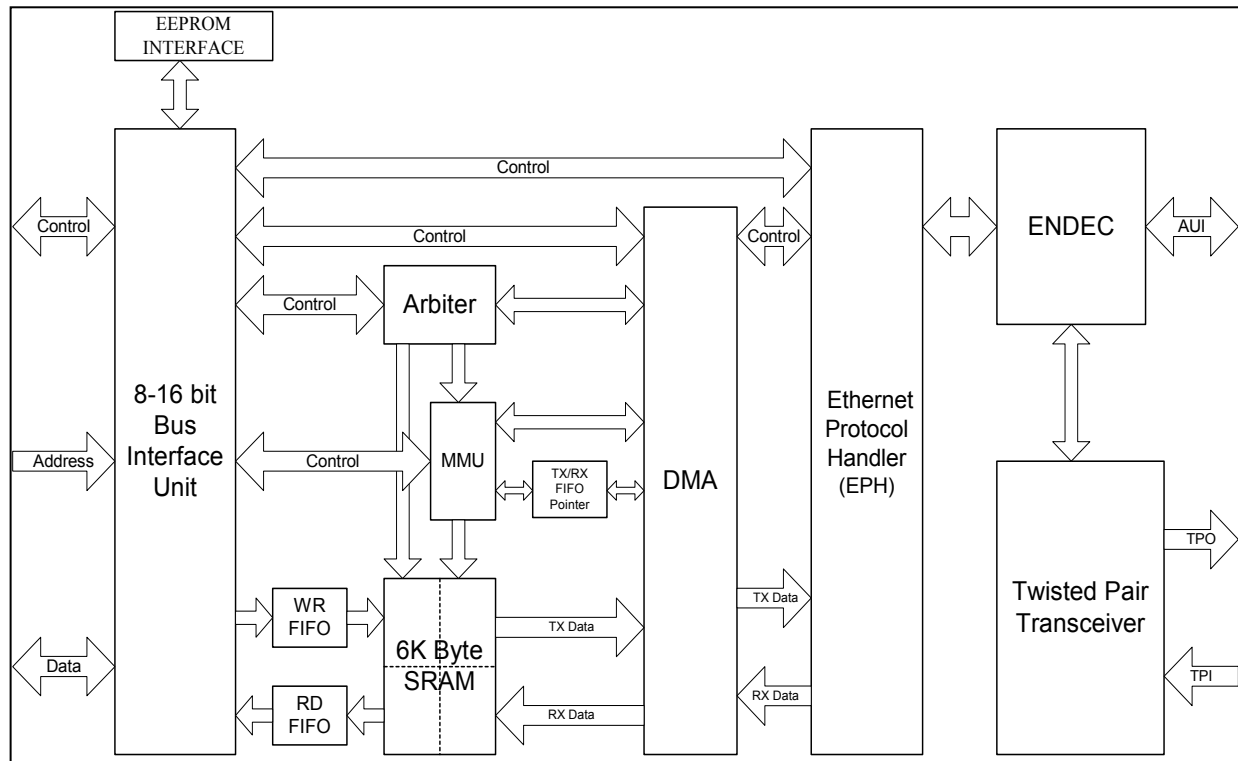 EEPROM
INTERFACE
Control
Control
Control
Control
AUI
ENDEC
Control
Arbiter
8-16 bit
Bus
Interface
Unit
Address
Control
MMU
TX/RX
FIFO
Pointer
DMA
Ethernet
Protocol
Handler
(EPH)
TPO
Twisted Pair
Transceiver
TPI
WR
FIFO
6K Byte
SRAM
TX Data
TX Data
Data
RD
FIFO
RX Data
RX Data